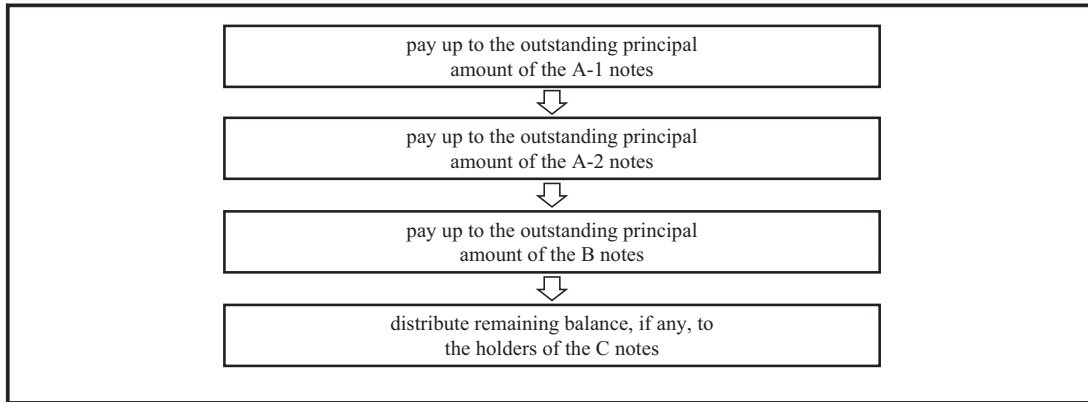 pay up to the outstanding principal
amount of the A-1 notes
pay up to the outstanding principal
amount of the A-2 notes
pay up to the outstanding principal
amount of the B notes
distribute remaining balance, if any, to
the holders of the C notes